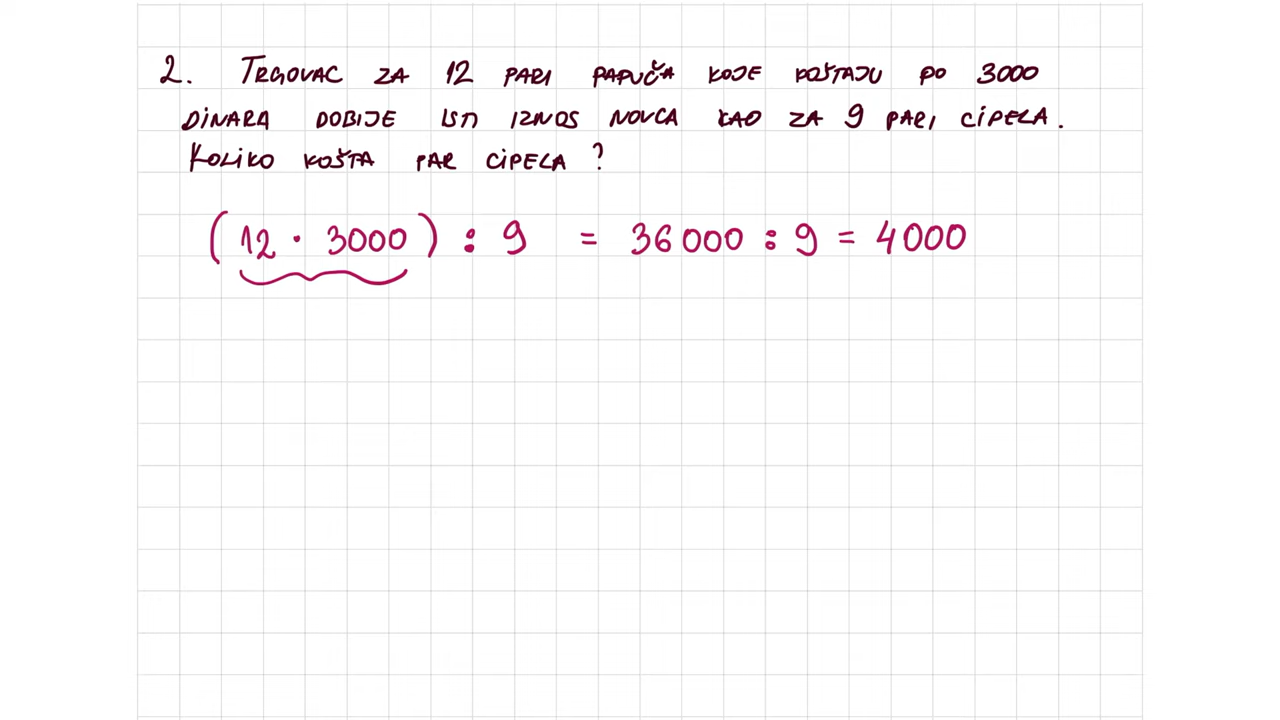 2. TRGOVAC ZA 12 PARI PAPUČA KOJE KOŠTAJU PO 3000
DINARA DOBIJE ISTI IZNOS NOVCA KAO ZA 9 PARI CIPELA.
KOLIKO KOŠTA PAR CIPELA ?
(12 · 3000) : 9 = 36000 : 9 = 4000